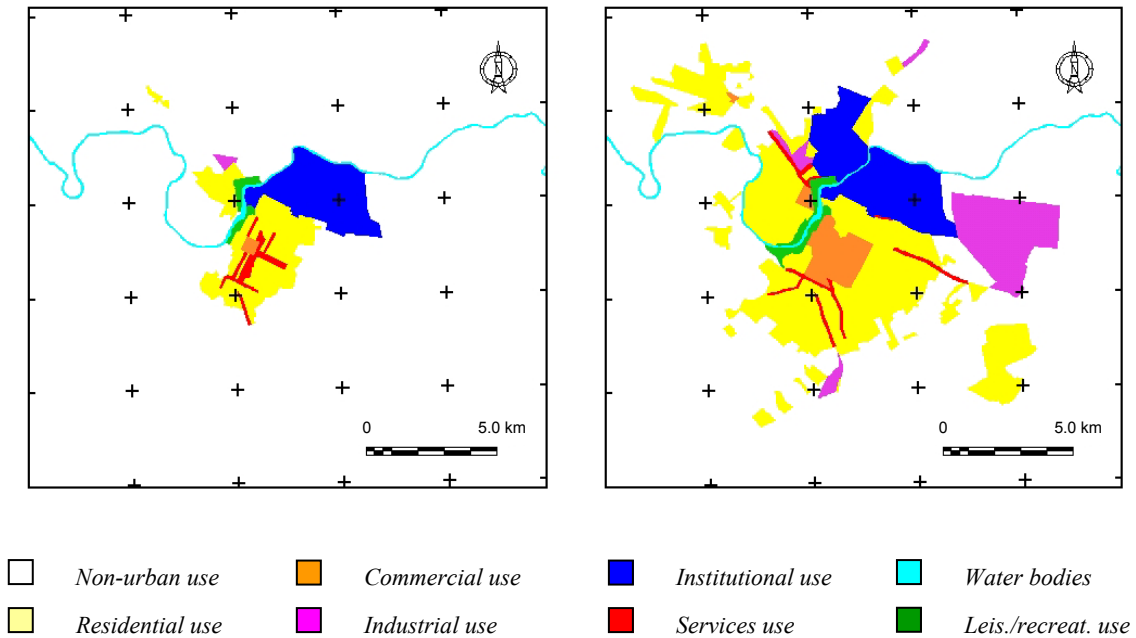 N
N
0 5.0 km
0 5.0 km
Non-urban use Commercial use Institutional use Water bodies
Residential use Industrial use Services use Leis./recreat. use